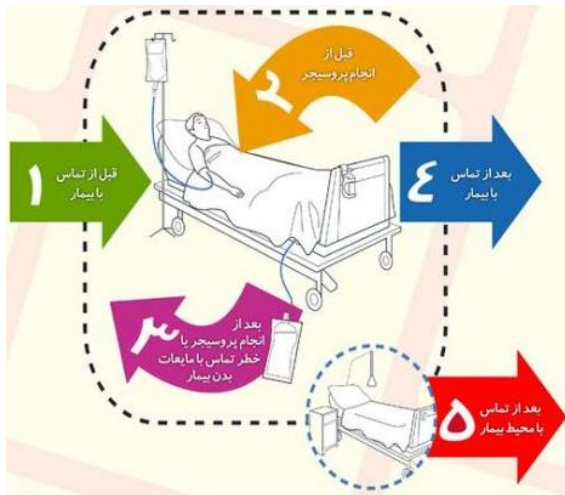 ۱
قبل از تماس
با بیمار
۲
قبل از
انجام پروسیجر
۳
بعد از
انجام پروسیجر یا
خطر تماس با مایعات
بدن بیمار
٤
بعد از تماس
با بیمار
۵
بعد از تماس
با محیط بیمار